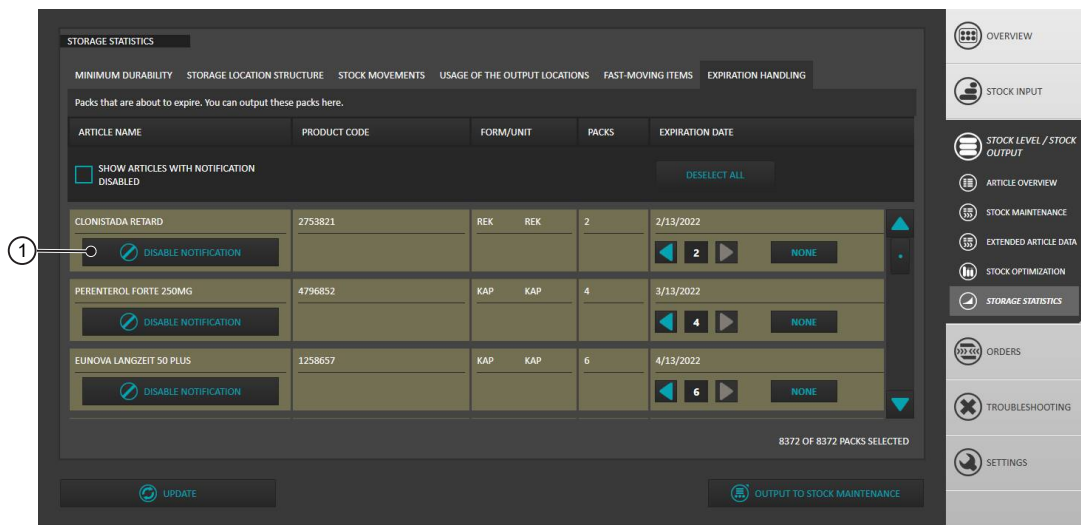 STORAGE STATISTICS
MINIMUM DURABILITY STORAGE LOCATION STRUCTURE STOCK MOVEMENTS USAGE OF THE OUTPUT LOCATIONS FAST-MOVING ITEMS EXPIRATION HANDLING
Packs that are about to expire. You can output these packs here.
ARTICLE NAME PRODUCT CODE FORM/UNIT PACKS EXPIRATION DATE
SHOW ARTICLES WITH NOTIFICATION
DISABLED
DESELECT ALL
CLONISTADA RETARD 2753821 REK REK 2 2/13/2022
1
DISABLE NOTIFICATION 2 NONE
PERENTEROL FORTE 250MG 4796852 KAP KAP 4 3/13/2022
DISABLE NOTIFICATION 4 NONE
EUNOVA LANGZEIT 50 PLUS 1258657 KAP KAP 6 4/13/2022
DISABLE NOTIFICATION 6 NONE
8372 OF 8372 PACKS SELECTED
UPDATE OUTPUT TO STOCK MAINTENANCE
OVERVIEW
STOCK INPUT
STOCK LEVEL / STOCK
OUTPUT
ARTICLE OVERVIEW
STOCK MAINTENANCE
EXTENDED ARTICLE DATA
STOCK OPTIMIZATION
STORAGE STATISTICS
ORDERS
TROUBLESHOOTING
SETTINGS